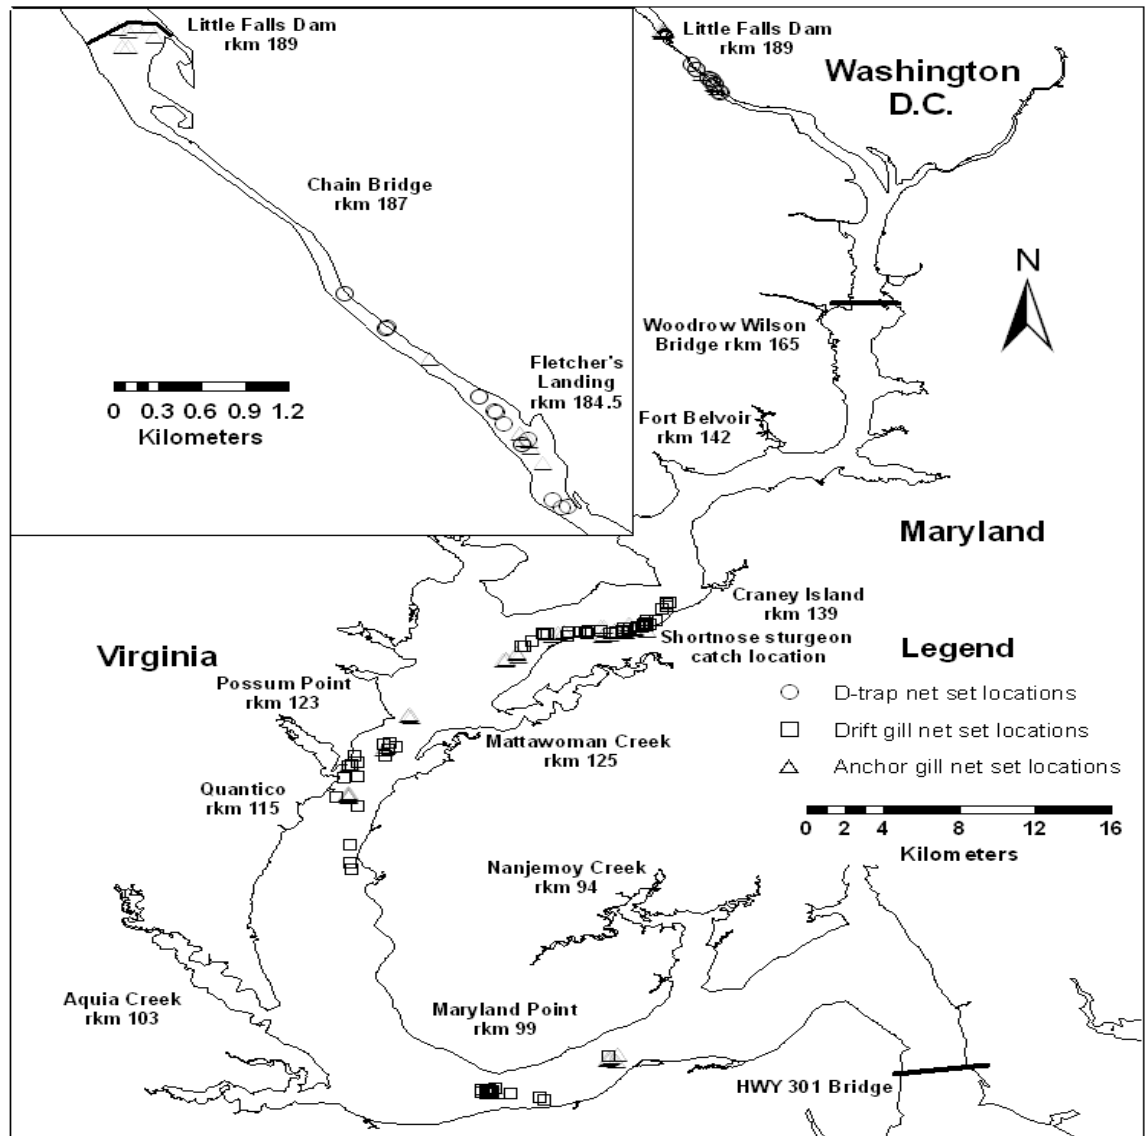 Little Falls Dam
rkm 189
Chain Bridge
rkm 187
Fletcher's
Landing
rkm 184.5
0 0.3 0.6 0.9 1.2
Kilometers
Little Falls Dam
rkm 189
Washington
D.C.
N
Woodrow Wilson
Bridge rkm 165
Fort Belvoir
rkm 142
Maryland
Craney Island
rkm 139
Shortnose sturgeon
catch location
Virginia
Possum Point
rkm 123
Mattawoman Creek
rkm 125
Quantico
rkm 115
Legend
D-trap net set locations
Drift gill net set locations
Anchor gill net set locations
0 2 4 8 12 16
Kilometers
Nanjemoy Creek
rkm 94
Aquia Creek
rkm 103
Maryland Point
rkm 99
HWY 301 Bridge